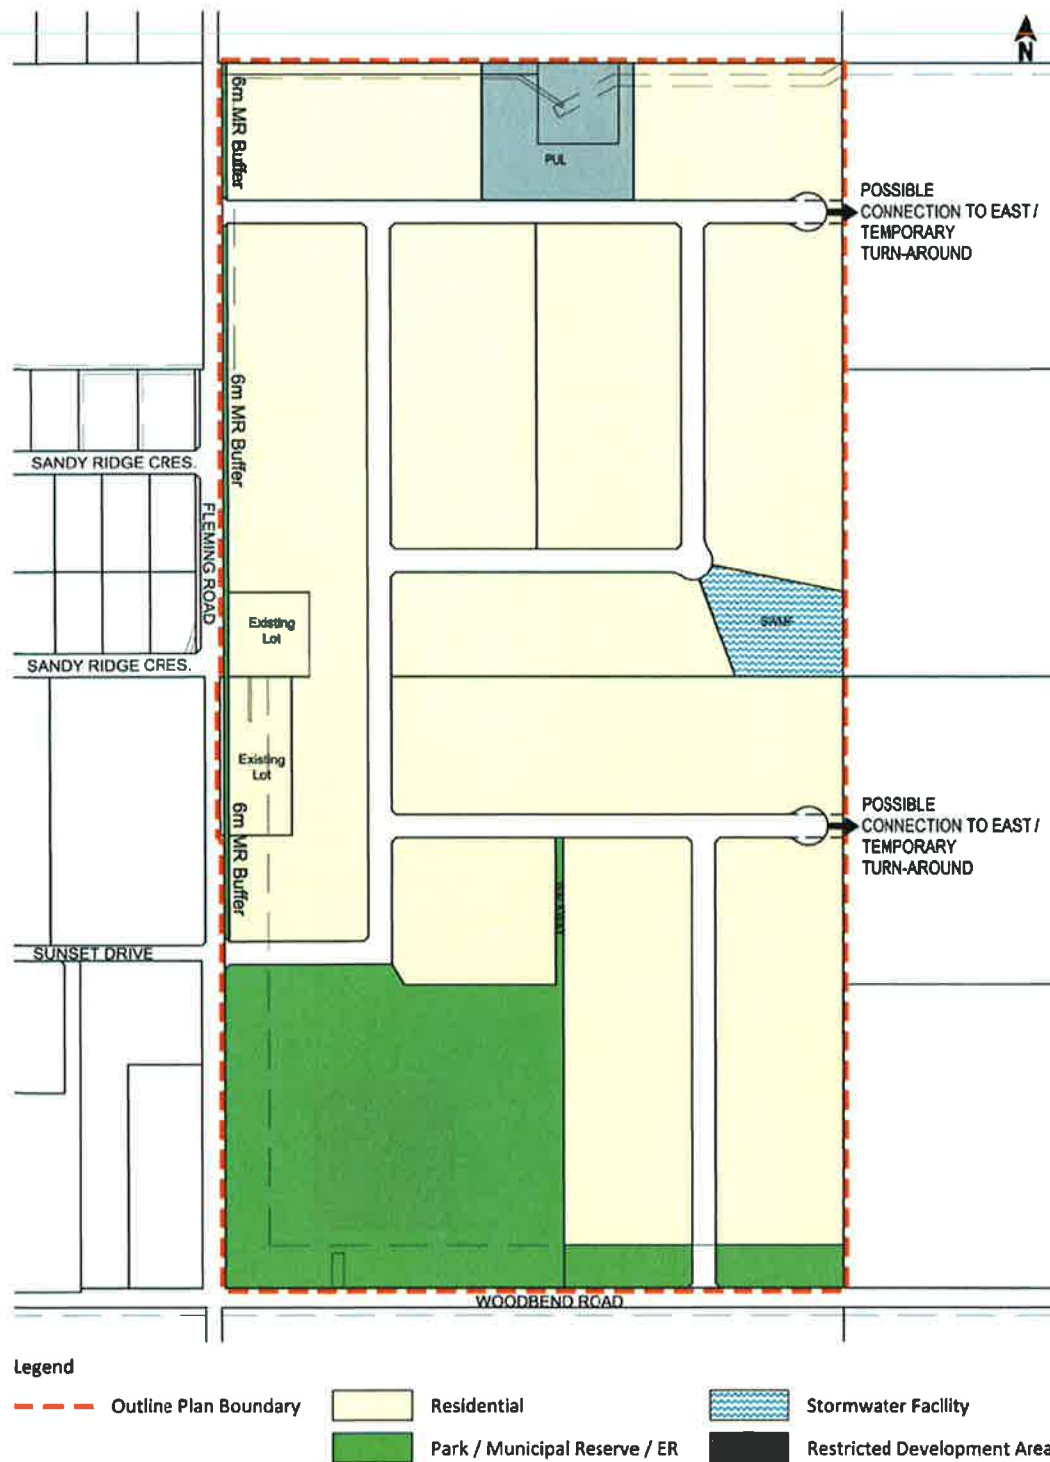 N
6m MR Buffer
PUL
POSSIBLE
CONNECTION TO EAST /
TEMPORARY
TURN-AROUND
6m MR Buffer
SANDY RIDGE CRES.
FLEMING ROAD
Existing
Lot
SWMF
SANDY RIDGE CRES.
Existing
Lot
6m MR Buffer
POSSIBLE
CONNECTION TO EAST /
TEMPORARY
TURN-AROUND
SUNSET DRIVE
WOODBEND ROAD
Legend
Outline Plan Boundary
Residential
Stormwater Facility
Park / Municipal Reserve / ER
Restricted Development Area